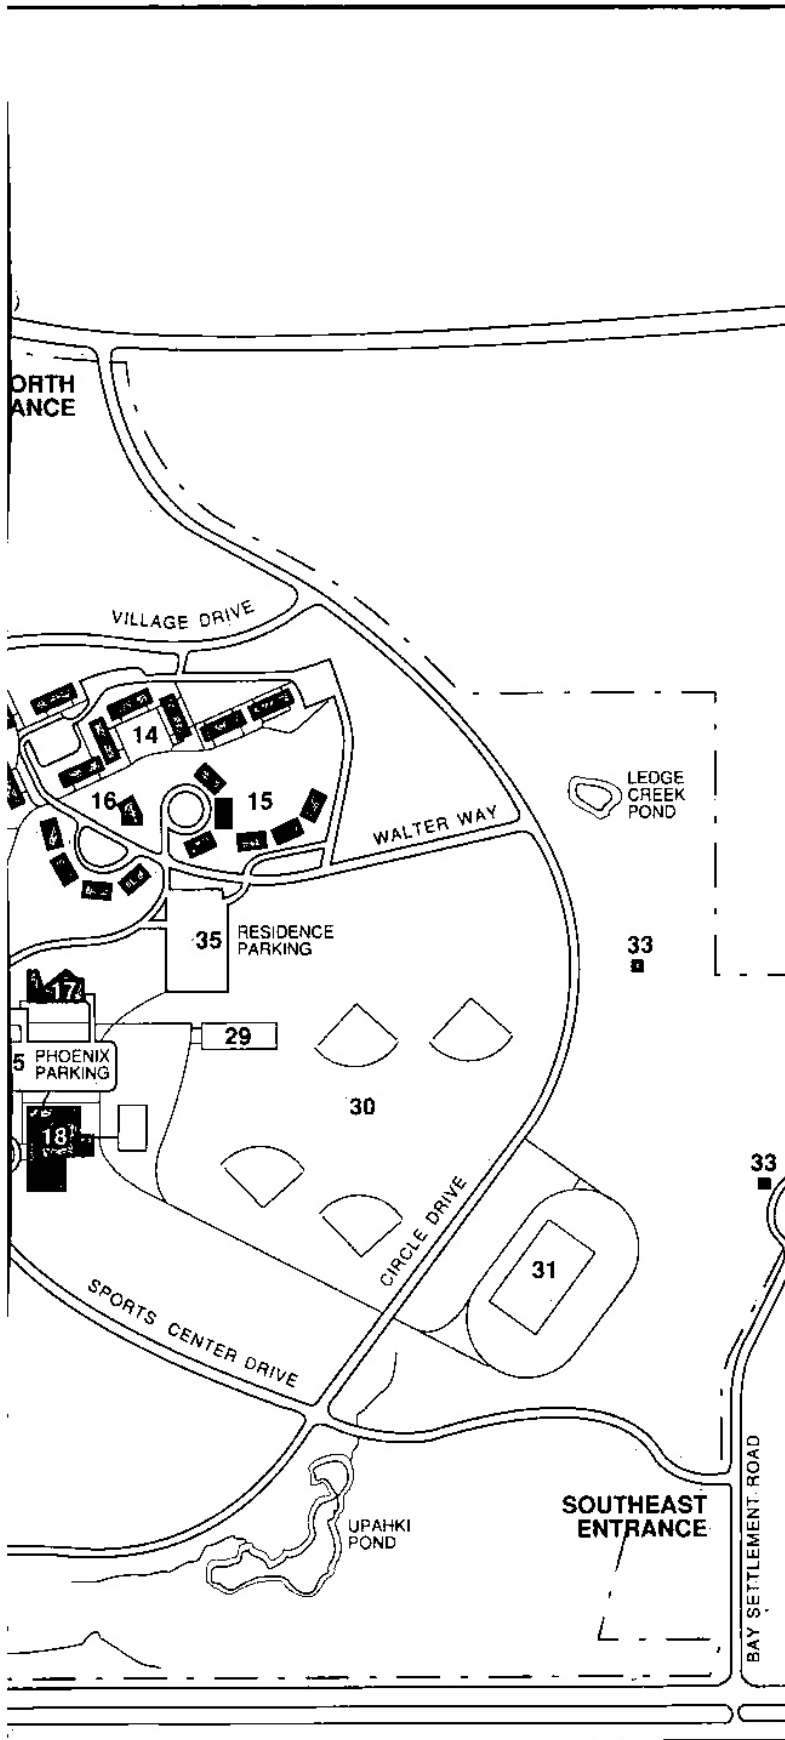 ORTH
ANCE
VILLAGE DRIVE
14
16
15
LEDGE
CREEK
POND
WALTER WAY
35
RESIDENCE
PARKING
33
17
29
5
PHOENIX
PARKING
30
18
33
CIRCLE DRIVE
31
SPORTS CENTER DRIVE
SOUTHEAST
ENTRANCE
UPAHKI
POND
BAY SETTLEMENT ROAD